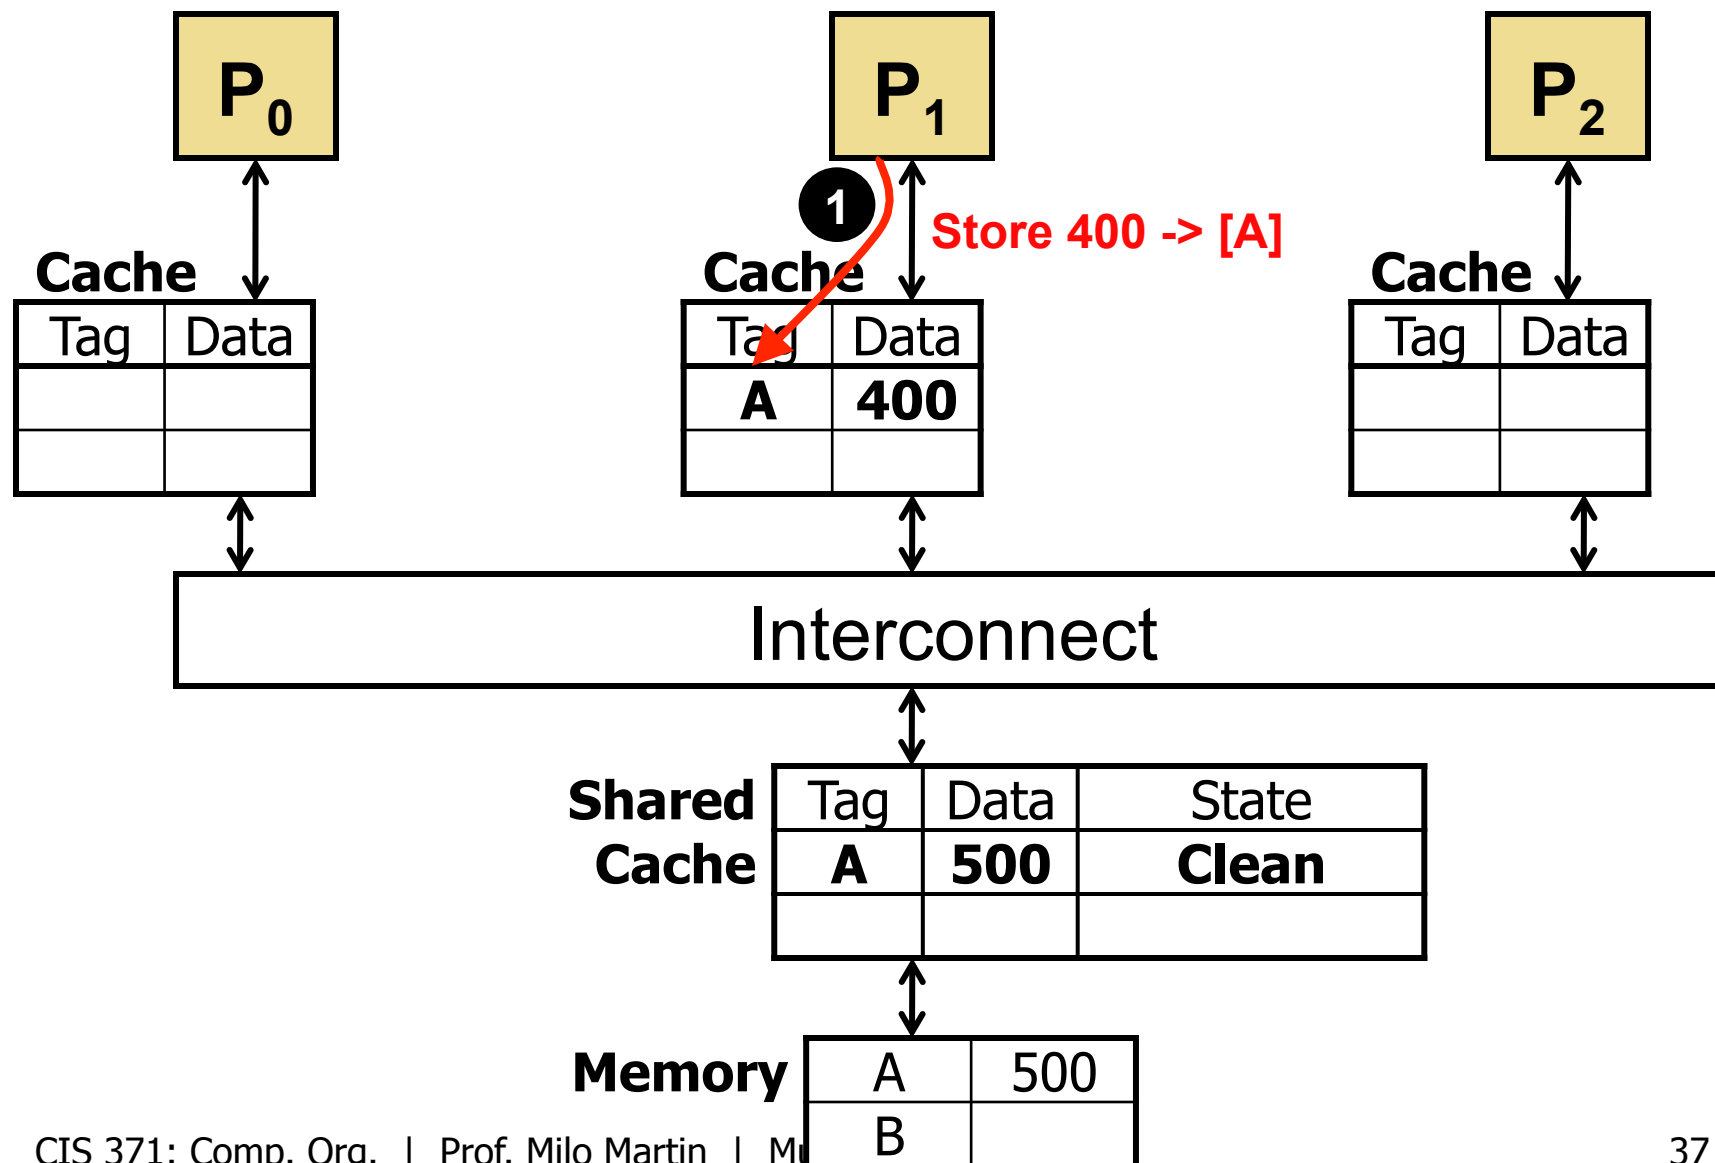 P0 P1 P2
1
Store 400 -> [A]
Cache Cache Cache
Tag Data Tag Data Tag Data
A 400
Interconnect
Shared Tag Data State
Cache A 500 Clean
Memory A 500
B
CIS 371: Comp. Org. | Prof. Milo Martin | 37